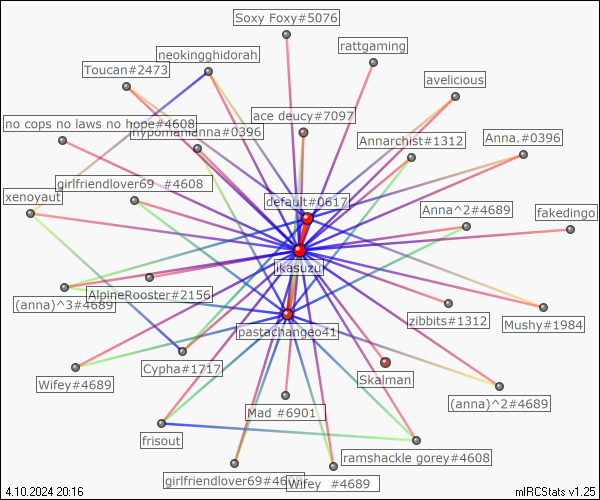 Soxy Foxy#5076
rattgaming
neokingghidorah
Toucan#2473
avelicious
ace deucy#7097
no cops no laws no hope#4608
hypomanianna#0396
Annarchist#1312
Anna.#0396
girlfriendlover69 #4608
xenoyaut
default#0617
Anna^2#4689
fakedingo
ikasuzu
AlpineRooster#2156
(anna)^3#4689
zibbits#1312
Mushy#1984
pastachangeo41
Cypha#1717
Skalman
Wifey#4689
(anna)^2#4689
Mad #6901
frisout
ramshackle gorey#4608
Wifey #4689
4.10.2024 20:16
mIRCStats v1.25